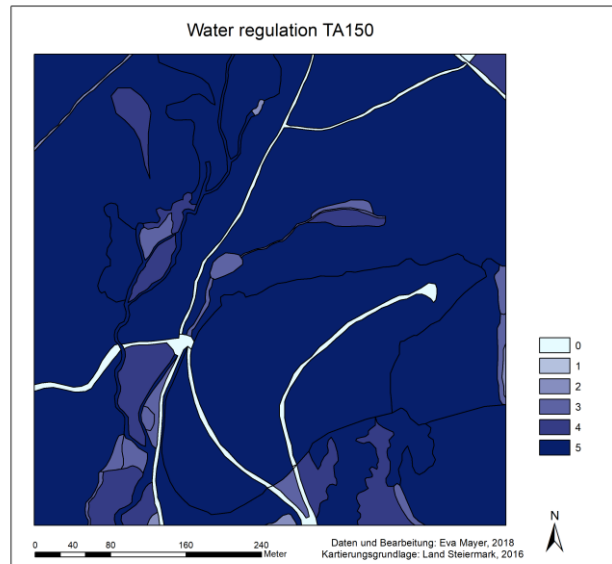 Water regulation TA150
0
1
2
3
4
5
N
0 40 80 160 240
Meter
Daten und Bearbeitung: Eva Mayer, 2018
Kartierungsgrundlage: Land Steiermark, 2016